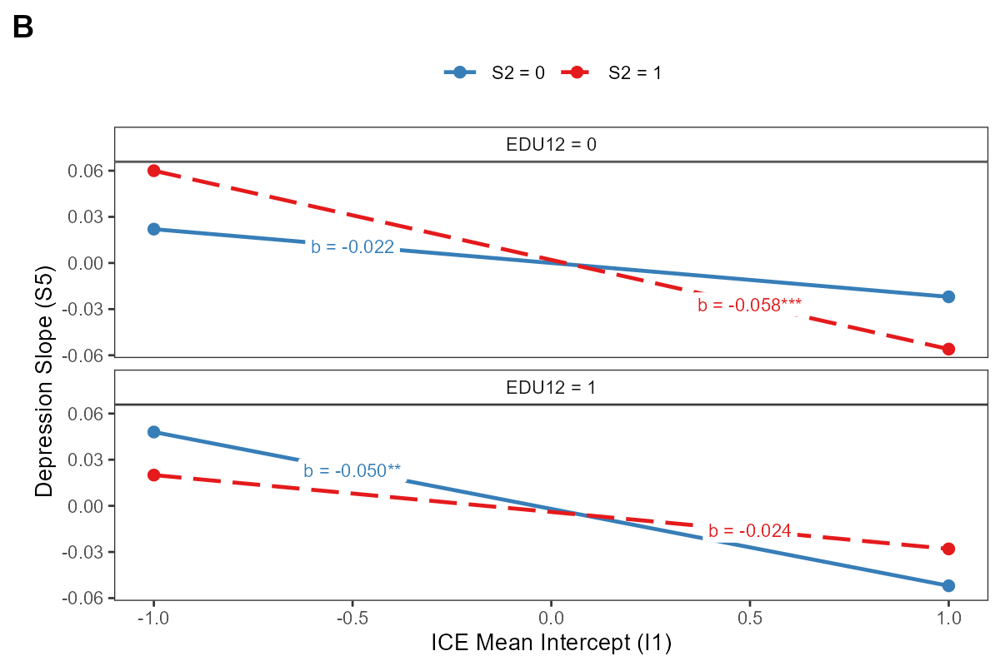 B
S2 = 0 S2 = 1
EDU12 = 0
0.06
0.03
0.00
-0.03
-0.06
b = -0.022
b = -0.058***
EDU12 = 1
0.06
0.03
0.00
-0.03
-0.06
b = -0.050**
b = -0.024
-1.0 -0.5 0.0 0.5 1.0
ICE Mean Intercept (I1)
Depression Slope (S5)